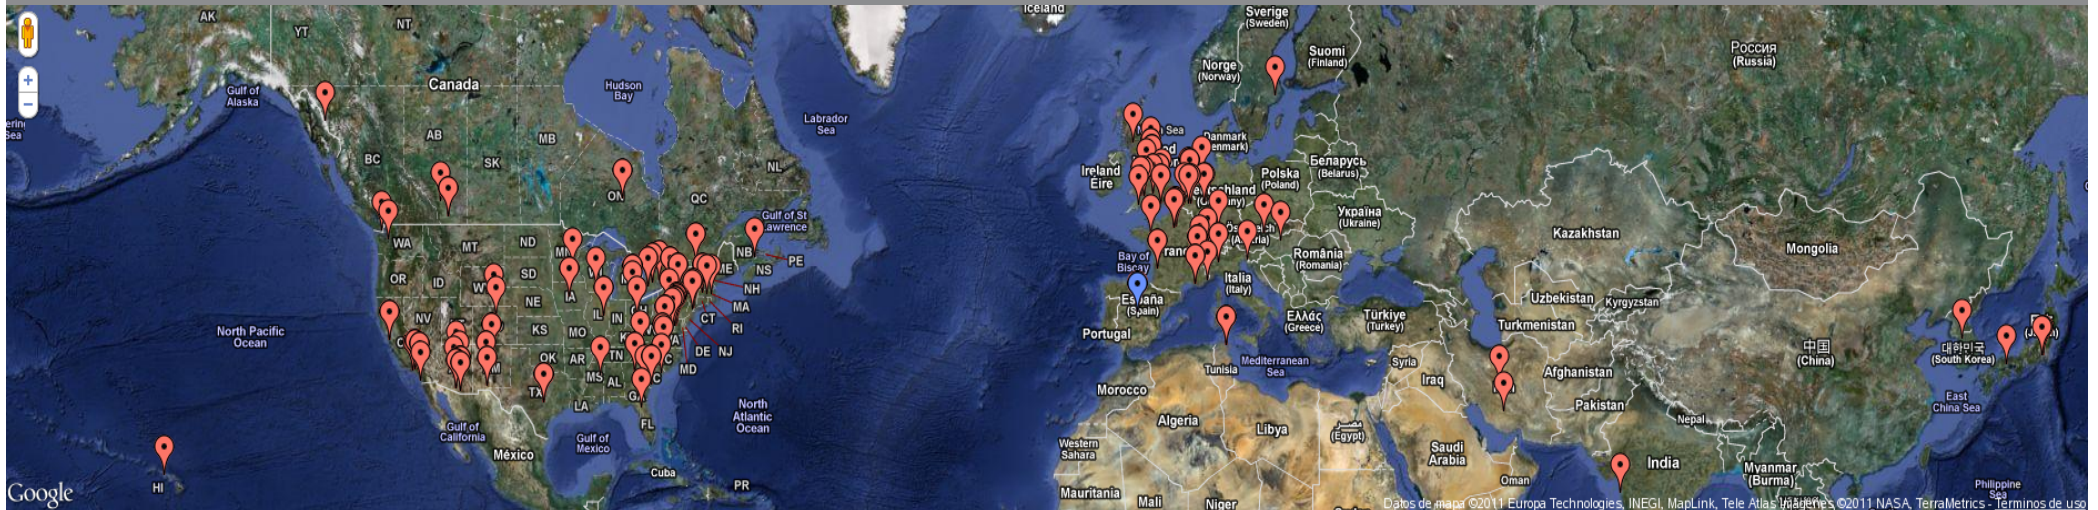 AK
YT
NT
Canada
Gulf of
Alaska
Hudson
Bay
Labrador
Sea
BC
AB
SK
MB
ON
QC
NL
Gulf of St
Lawrence
NB
PE
NS
ME
NH
MA
RI
CT
NJ
DE
MD
WA
MT
ND
OR
ID
SD
NV
NE
IA
IL
IN
KS
MO
OK
AR
TN
MS
AL
TX
LA
GA
FL
North Pacific
Ocean
HI
Gulf of
California
México
Gulf of
Mexico
Cuba
PR
North
Atlantic
Ocean
Google
Iceland
Sverige
(Sweden)
Suomi
(Finland)
Norge
(Norway)
Россия
(Russia)
Sea
Danmark
Ireland
Éire
Polska
(Poland)
Беларусь
(Belarus)
Україна
(Ukraine)
România
(Romania)
Bay of
Biscay
España
(Spain)
Portugal
Italia
(Italy)
Ελλάς
(Greece)
Türkiye
(Turkey)
Kazakhstan
Mongolia
Uzbekistan
Kyrgyzstan
Turkmenistan
中国
(China)
대한민국
(South Korea)
East
China Sea
Mediterranean
Sea
Tunisia
Syria
Iraq
Afghanistan
Pakistan
Nepal
Morocco
Algeria
Libya
مصر
(Egypt)
Western
Sahara
Saudi
Arabia
Oman
India
Myanmar
(Burma)
Philippine
Sea
Mauritania
Mali
Niger
Datos de mapa ©2011 Europa Technologies, INEGI, MapLink, Tele Atlas Imágenes ©2011 NASA, TerraMetrics - Términos de uso